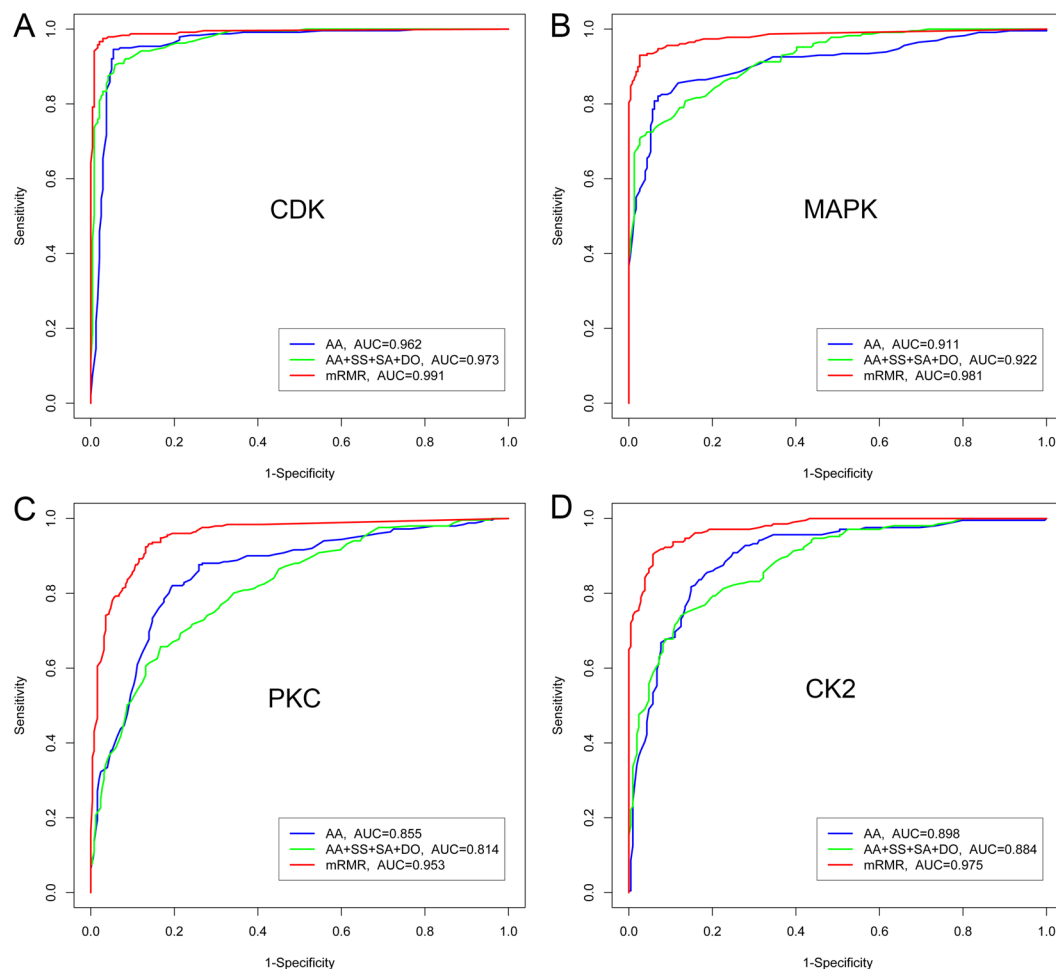 A
Sensitivity
0.0 0.2 0.4 0.6 0.8 1.0
CDK
AA, AUC=0.962
AA+SS+SA+DO, AUC=0.973
mRMR, AUC=0.991
0.0 0.2 0.4 0.6 0.8 1.0
1-Specificity
B
Sensitivity
0.0 0.2 0.4 0.6 0.8 1.0
MAPK
AA, AUC=0.911
AA+SS+SA+DO, AUC=0.922
mRMR, AUC=0.981
0.0 0.2 0.4 0.6 0.8 1.0
1-Specificity
C
Sensitivity
0.0 0.2 0.4 0.6 0.8 1.0
PKC
AA, AUC=0.855
AA+SS+SA+DO, AUC=0.814
mRMR, AUC=0.953
0.0 0.2 0.4 0.6 0.8 1.0
1-Specificity
D
Sensitivity
0.0 0.2 0.4 0.6 0.8 1.0
CK2
AA, AUC=0.898
AA+SS+SA+DO, AUC=0.884
mRMR, AUC=0.975
0.0 0.2 0.4 0.6 0.8 1.0
1-Specificity